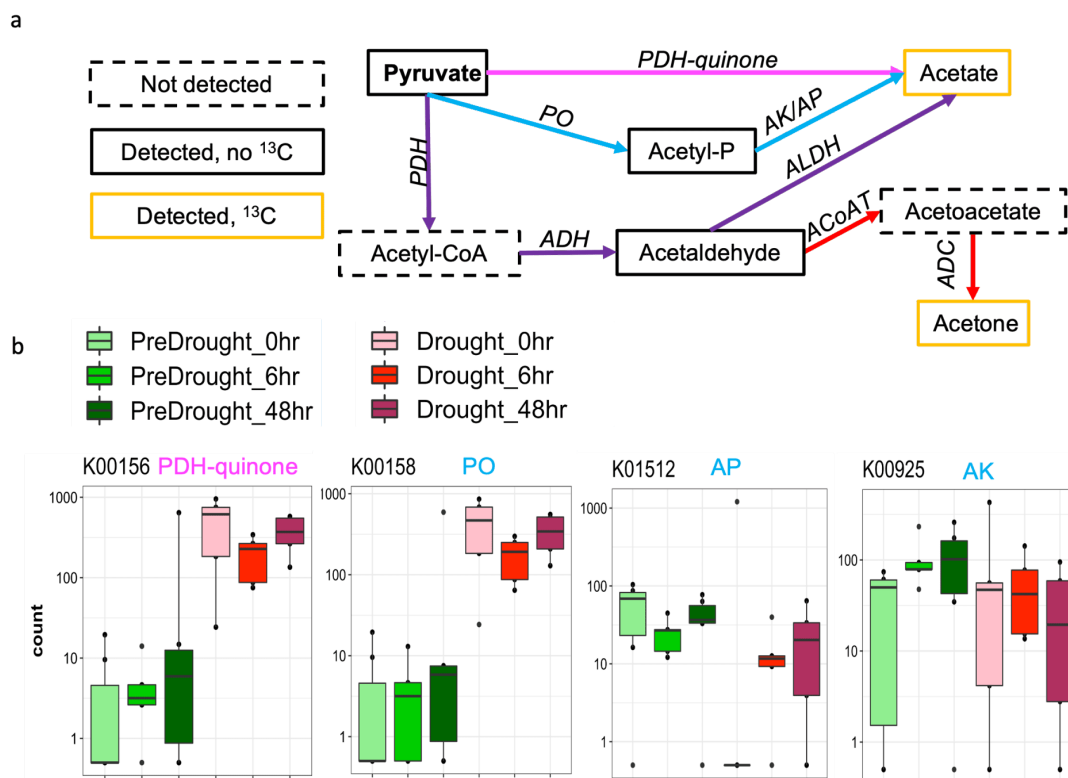 a
Not detected
Detected, no ¹³C
Detected, ¹³C
Pyruvate
PDH-quinone
Acetate
PO
AK/AP
Acetyl-P
PDH
ALDH
Acetyl-CoA
ADH
Acetaldehyde
ACoAT
Acetoacetate
ADC
Acetone
b
PreDrought_0hr
PreDrought_6hr
PreDrought_48hr
Drought_0hr
Drought_6hr
Drought_48hr
count
K00156 PDH-quinone
1000
100
10
1
K00158 PO
1000
100
10
1
K01512 AP
1000
100
10
1
K00925 AK
100
10
1